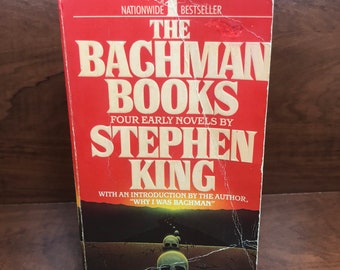 NATIONWIDE BESTSELLER
THE
BACHMAN
BOOKS
FOUR EARLY NOVELS BY
STEPHEN
KING
WITH AN INTRODUCTION BY THE AUTHOR,
"WHY I WAS BACHMAN"